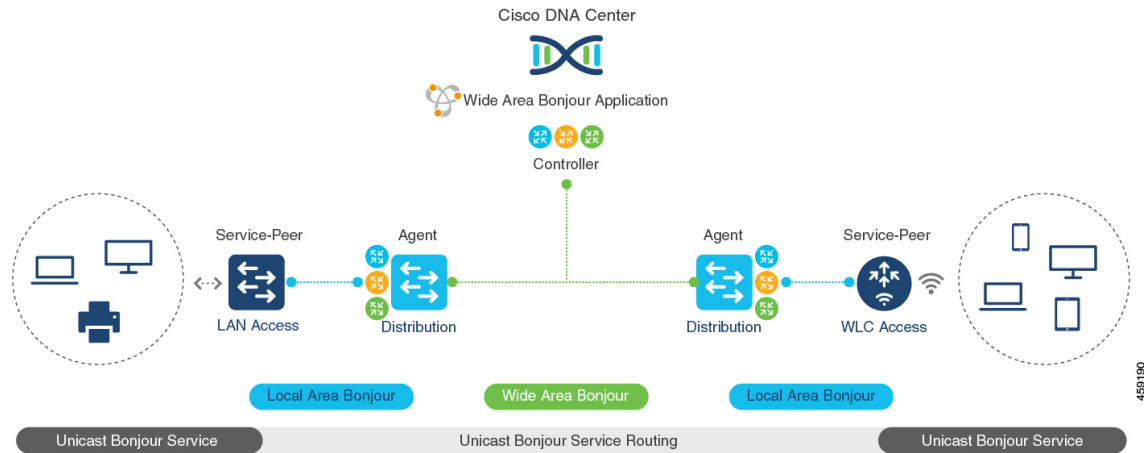 Cisco DNA Center
Wide Area Bonjour Application
Controller
Service-Peer
Agent
Agent
Service-Peer
LAN Access
Distribution
Distribution
WLC Access
Local Area Bonjour
Wide Area Bonjour
Local Area Bonjour
459190
Unicast Bonjour Service
Unicast Bonjour Service Routing
Unicast Bonjour Service